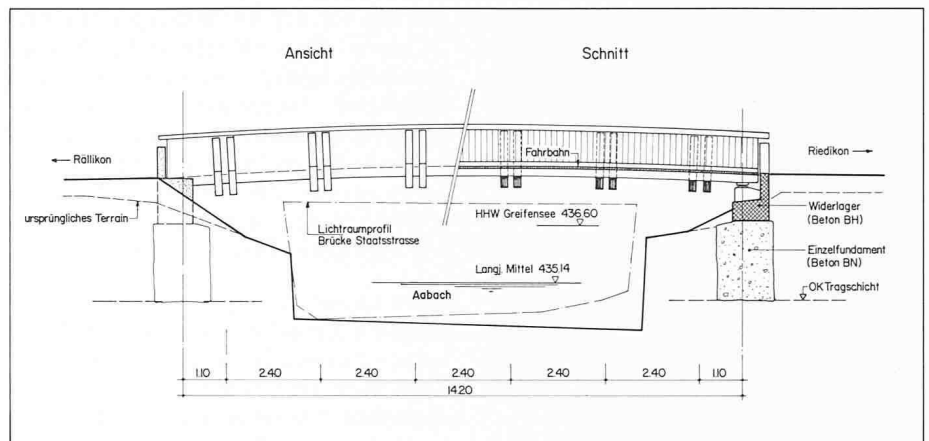 Ansicht
Schnitt
← Rällikon
Riedikon →
Fahrbahn
ursprüngliches Terrain
Lichtraumprofil
Brücke Staatsstrasse
HHW Greifensee 436.60
Widerlager
(Beton BH)
Einzelfundament
(Beton BN)
Langj. Mittel 435.14
Aabach
OK Tragschicht
1.10 2.40 2.40 2.40 2.40 2.40 1.10
14.20